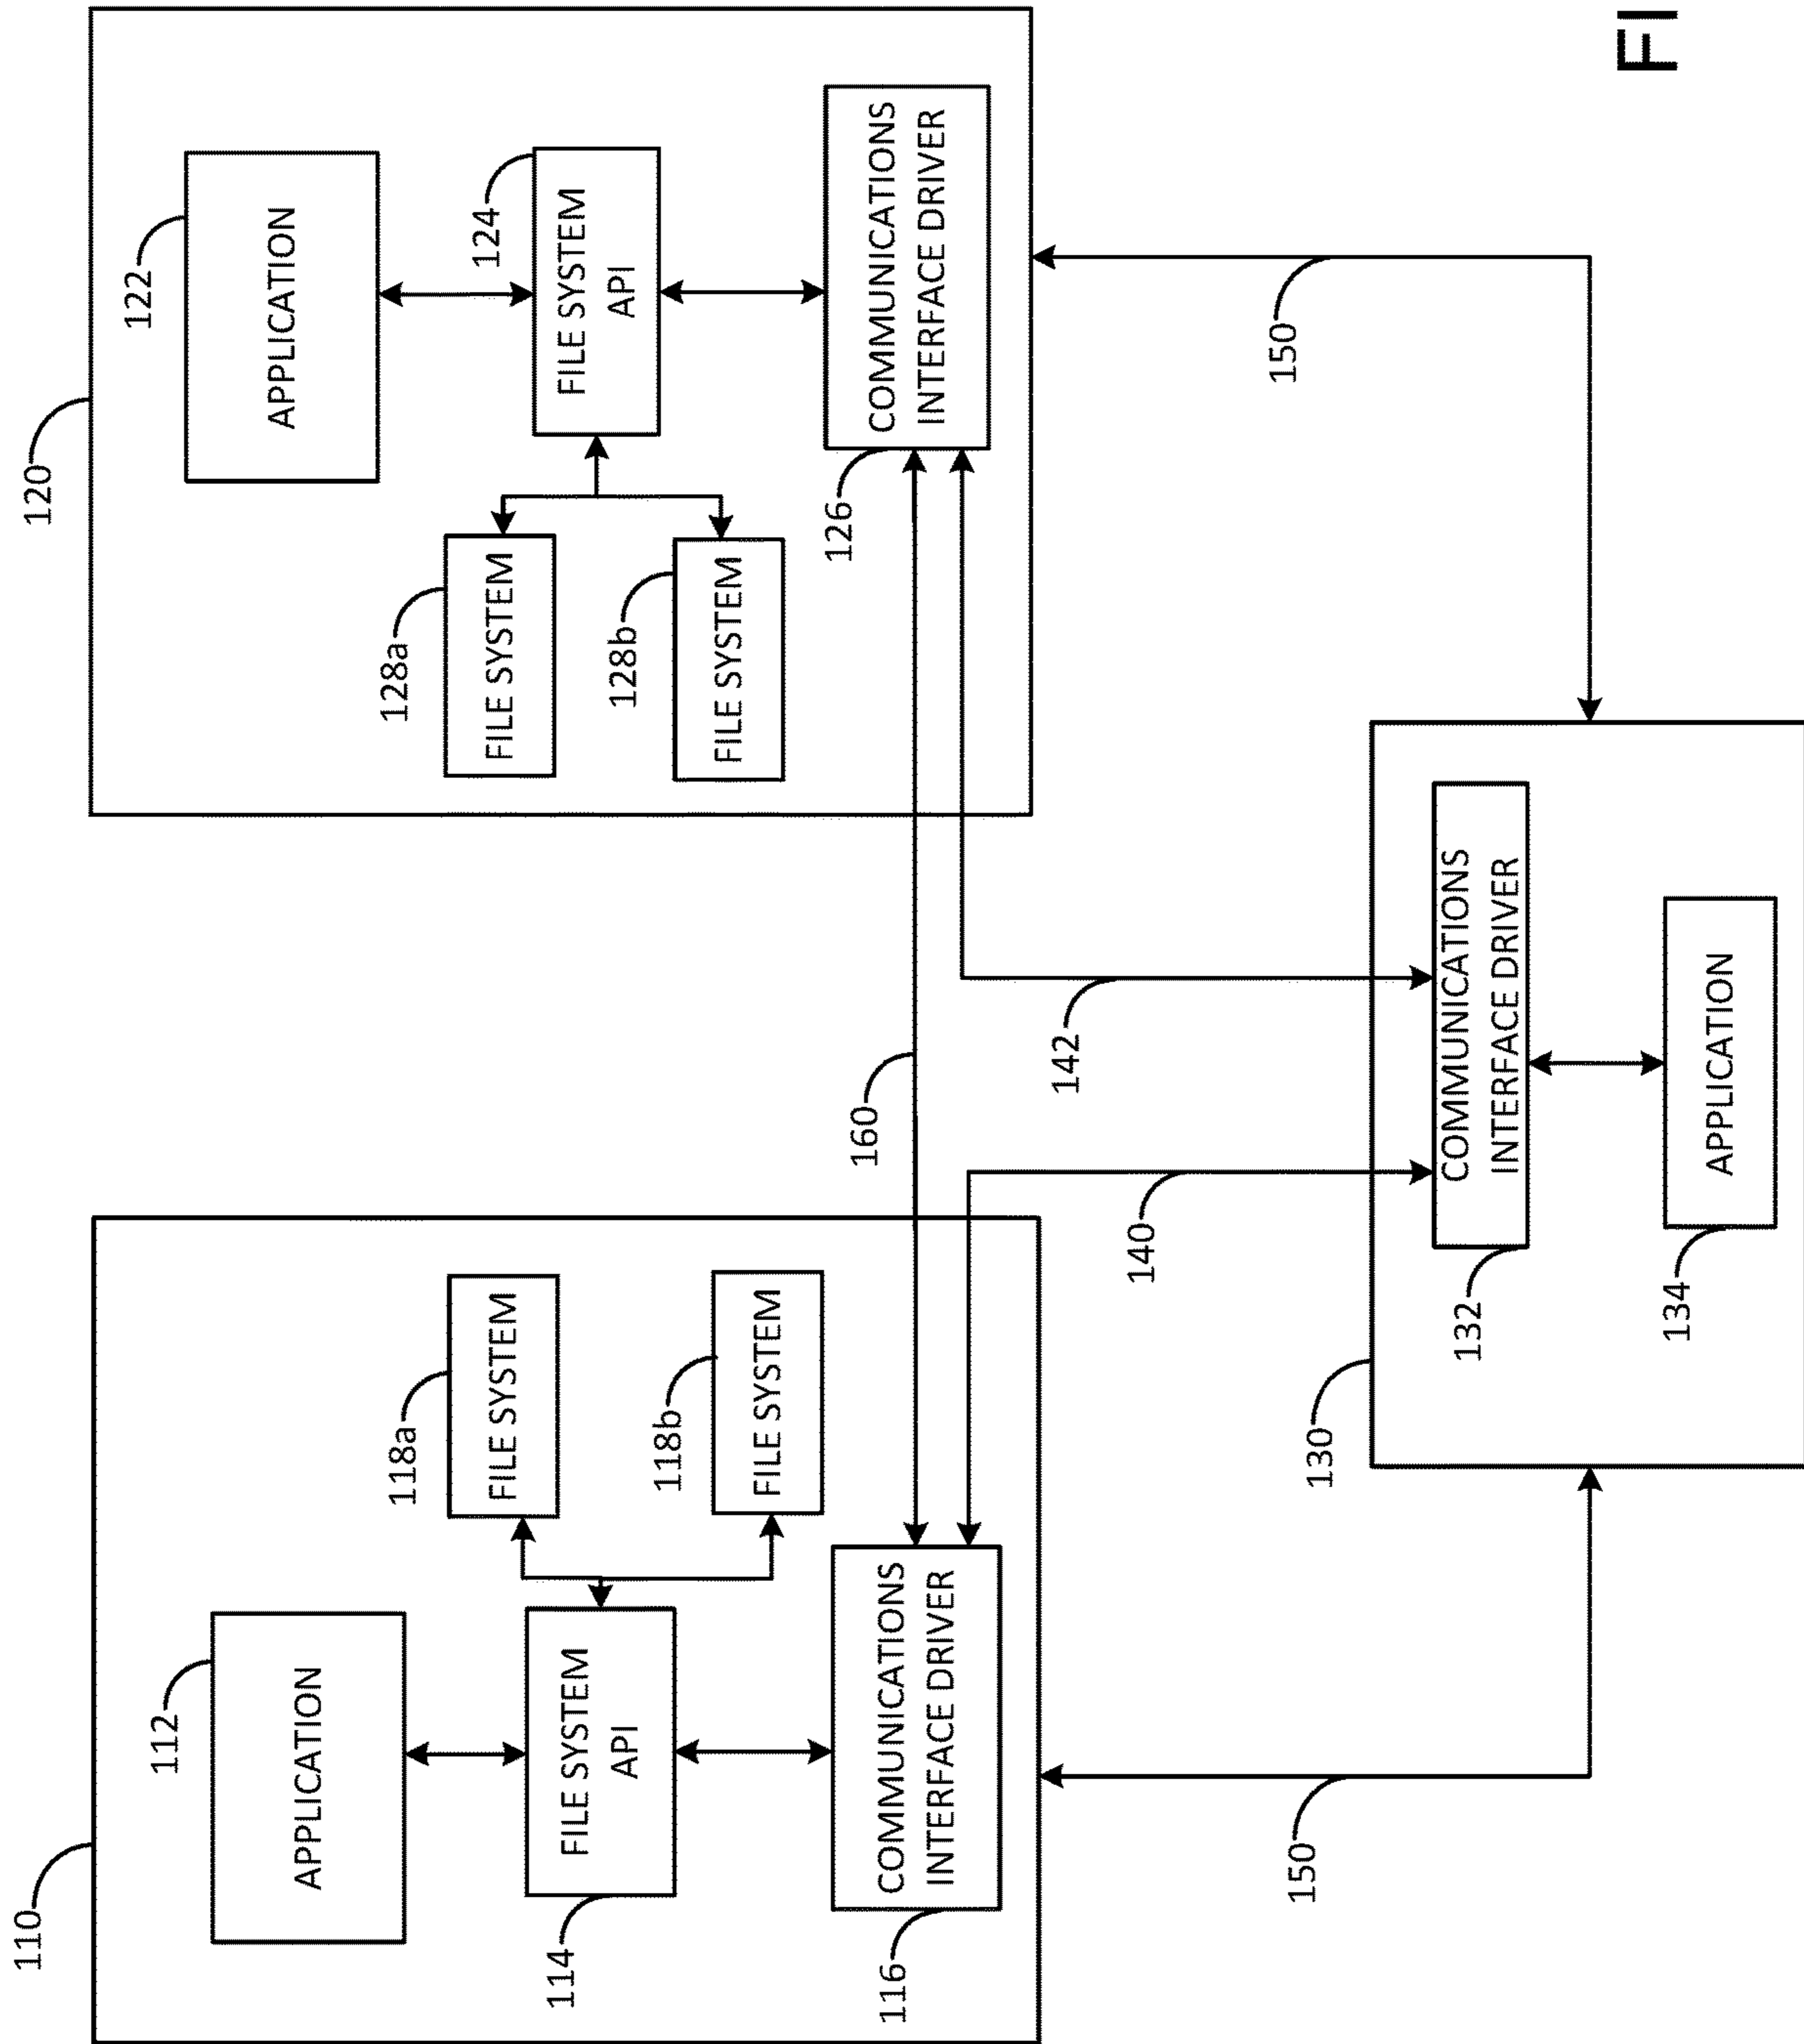 110
112
APPLICATION
FILE SYSTEM
API
114
118a
FILE SYSTEM
118b
FILE SYSTEM
COMMUNICATIONS
INTERFACE DRIVER
116
120
122
APPLICATION
124
FILE SYSTEM
API
128a
FILE SYSTEM
128b
FILE SYSTEM
COMMUNICATIONS
INTERFACE DRIVER
126
160
142
140
150
150
130
COMMUNICATIONS
INTERFACE DRIVER
132
APPLICATION
134
FI